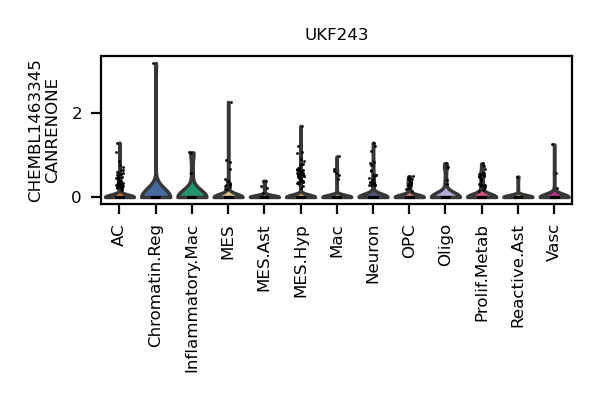 UKF243
CHEMBL1463345
CANRENONE
2
0
AC
Chromatin.Reg
Inflammatory.Mac
MES
MES.Ast
MES.Hyp
Mac
Neuron
OPC
Oligo
Prolif.Metab
Reactive.Ast
Vasc